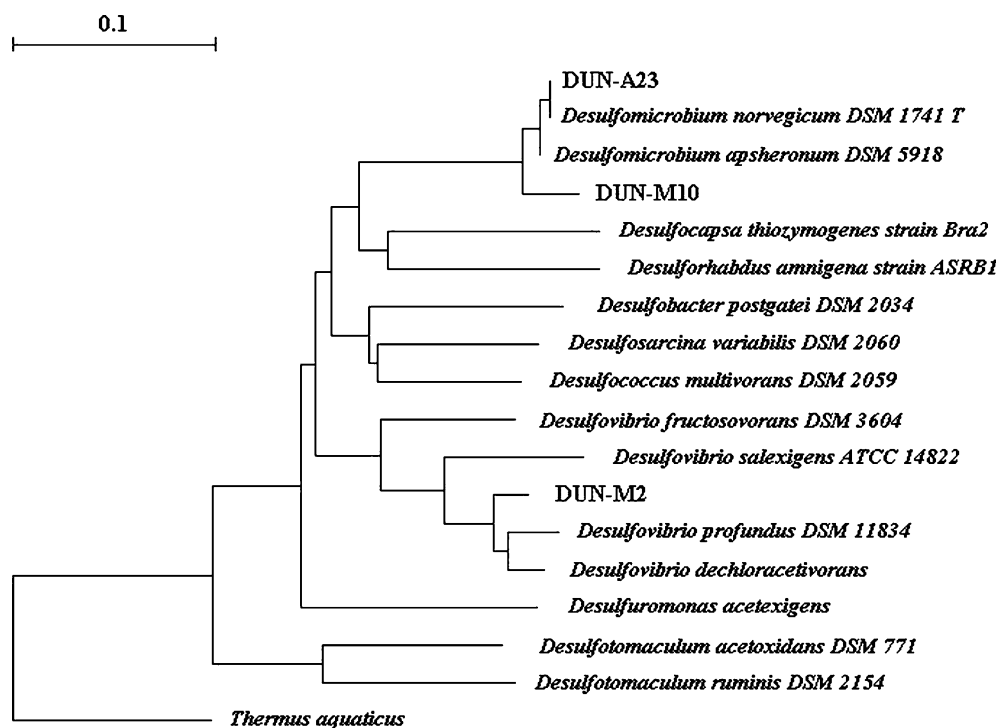 0.1
DUN-A23
Desulfomicrobium norvegicum DSM 1741 T
Desulfomicrobium apsheronum DSM 5918
DUN-M10
Desulfocapsa thiozymogenes strain Bra2
Desulforhabdus amnigena strain ASRB1
Desulfobacter postgatei DSM 2034
Desulfosarcina variabilis DSM 2060
Desulfococcus multivorans DSM 2059
Desulfovibrio fructosovorans DSM 3604
Desulfovibrio salexigens ATCC 14822
DUN-M2
Desulfovibrio profundus DSM 11834
Desulfovibrio dechloracetivorans
Desulfuromonas acetexigens
Desulfotomaculum acetoxidans DSM 771
Desulfotomaculum ruminis DSM 2154
Thermus aquaticus